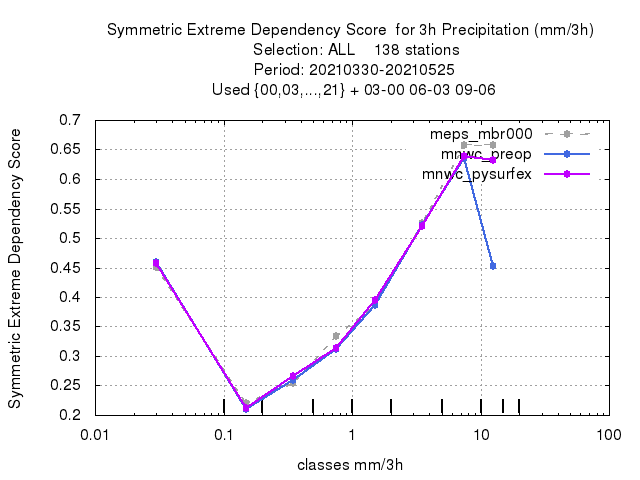 Symmetric Extreme Dependency Score  for 3h Precipitation (mm/3h)
Selection: ALL    138 stations
Period: 20210330-20210525
Used {00,03,...,21} + 03-00 06-03 09-06
meps_mbr000
mnwc_preop
mnwc_pysurfex
Symmetric Extreme Dependency Score
0.7
0.65
0.6
0.55
0.5
0.45
0.4
0.35
0.3
0.25
0.2
0.01 0.1 1 10 100
classes mm/3h